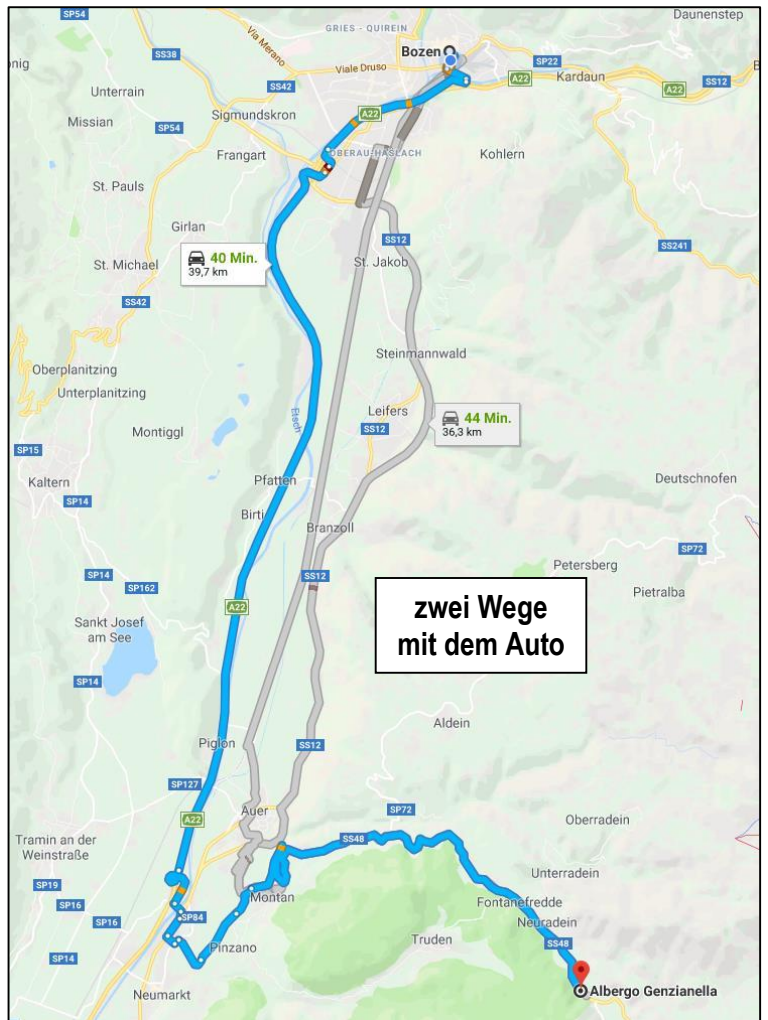 SP54
Daunenstep
GRIES - QUIREIN
Via Merano
Bozen
SS38
Viale Druso
SP22
A22
SS12
Kardaun
Unterrain
SS42
Missian
Sigmundskron
A22
SP54
OBERAU-HASLACH
Frangart
Kohlern
St. Pauls
Girlan
SS12
SS241
St. Michael
40 Min.
39,7 km
St. Jakob
SS42
Steinmannwald
Oberplanitzing
Unterplanitzing
Etsch
Leifers
44 Min.
36,3 km
SS12
Montiggl
SP15
Kaltern
Pfatten
Deutschnofen
SP14
Birti
Branzoll
SP72
SP14
SS12
Petersberg
SP162
Pietralba
A22
zwei Wege
mit dem Auto
Sankt Josef
am See
SP14
Aldein
Piglon
SS12
SP127
Auer
SP72
A22
Oberradein
Tramin an der
Weinstraße
SS48
Unterradein
SP19
Montan
Fontanefredde
SP16
SP84
Neuradein
SP16
Truden
SS48
SP14
Pinzano
Neumarkt
Albergo Genzianella